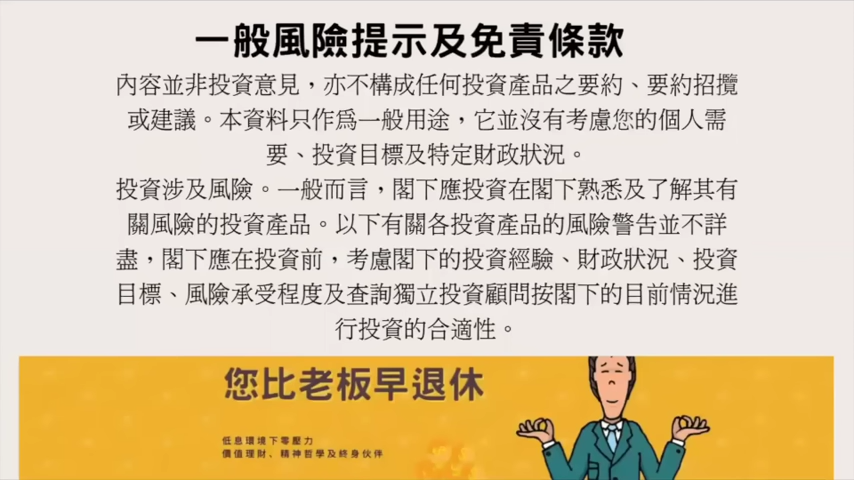 一般風險提示及免責條款
內容並非投資意見，亦不構成任何投資產品之要約、要約招攬
或建議。本資料只作為一般用途，它並沒有考慮您的個人需
要、投資目標及特定財政狀況。
投資涉及風險。一般而言，閣下應投資在閣下熟悉及了解其有
關風險的投資產品。以下有關各投資產品的風險警告並不詳
盡，閣下應在投資前，考慮閣下的投資經驗、財政狀況、投資
目標、風險承受程度及查詢獨立投資顧問按閣下的目前情況進
行投資的合適性。
您比老板早退休
低息環境下零壓力
價值理財、精神哲學及終身伙伴